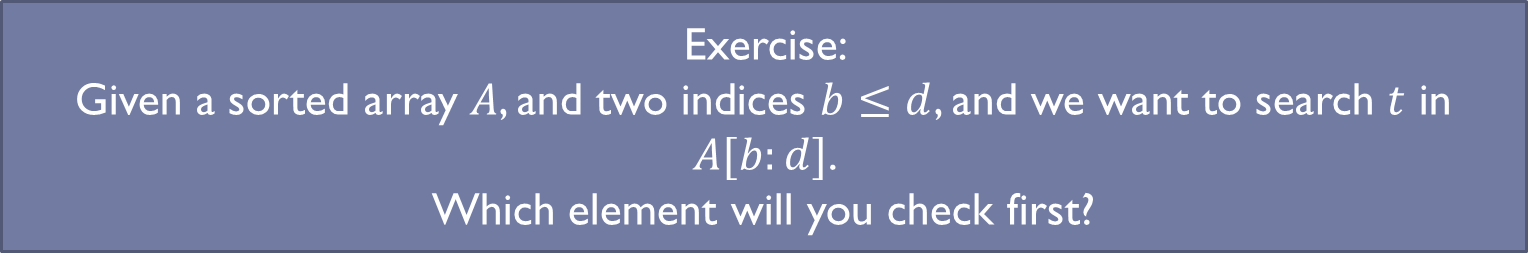 Exercise:
Given a sorted array 𝐴, and two indices 𝑏 ≤ 𝑑, and we want to search 𝑡 in
𝐴[𝑏: 𝑑].
Which element will you check first?